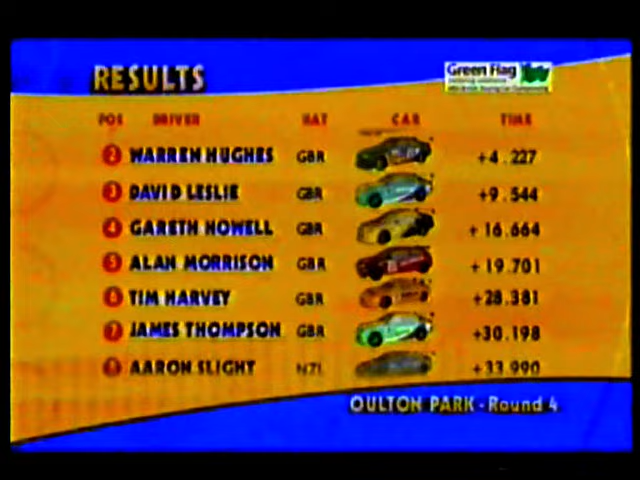 RESULTS
Green Flag
POS DRIVER NAT CAR TIME
2 WARREN HUGHES GBR +4.227
3 DAVID LESLIE GBR +9.544
4 GARETH HOWELL GBR +16.664
5 ALAN MORRISON GBR +19.701
6 TIM HARVEY GBR +28.381
7 JAMES THOMPSON GBR +30.198
8 AARON SLIGHT NZL +33.990
OULTON PARK - Round 4